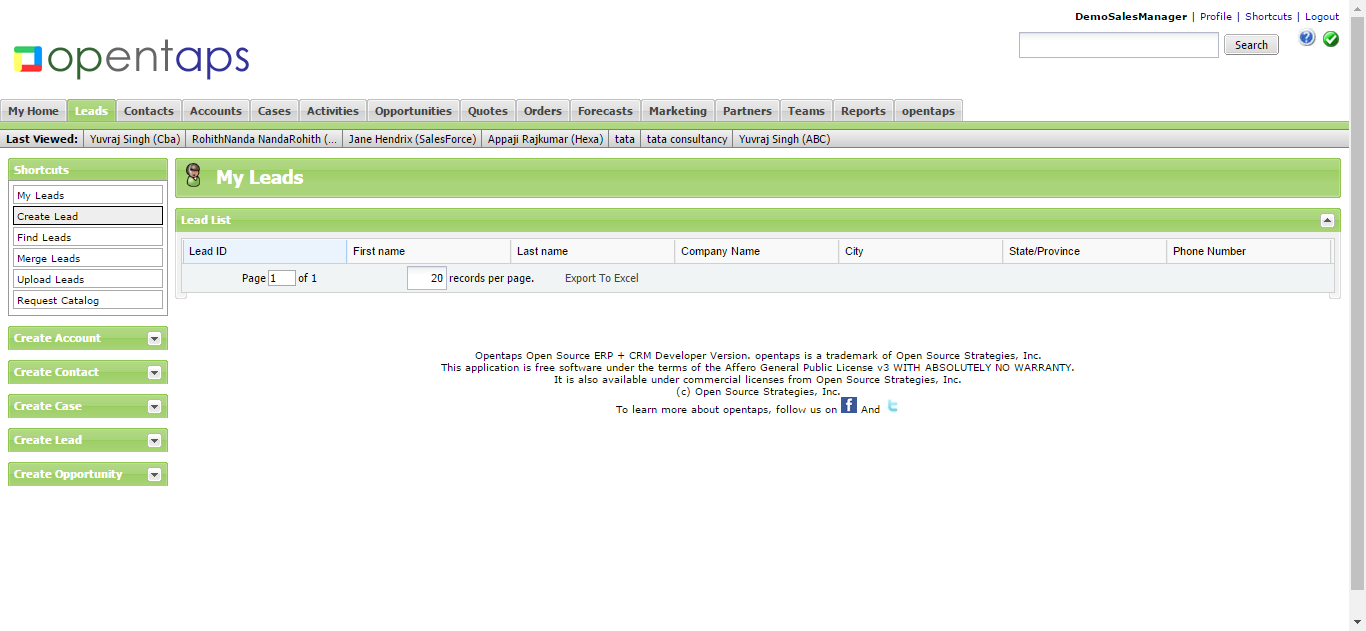 DemoSalesManager | Profile | Shortcuts | Logout
opentaps
Search
My Home Leads Contacts Accounts Cases Activities Opportunities Quotes Orders Forecasts Marketing Partners Teams Reports opentaps
Last Viewed: Yuvraj Singh (Cba) RohithNanda NandaRohith (... Jane Hendrix (SalesForce) Appaji Rajkumar (Hexa) tata tata consultancy Yuvraj Singh (ABC)
Shortcuts
My Leads
Create Lead
Find Leads
Merge Leads
Upload Leads
Request Catalog
Create Account
Create Contact
Create Case
Create Lead
Create Opportunity
My Leads
Lead List
Lead ID First name Last name Company Name City State/Province Phone Number
Page 1 of 1 20 records per page. Export To Excel
Opentaps Open Source ERP + CRM Developer Version. opentaps is a trademark of Open Source Strategies, Inc.
This application is free software under the terms of the Affero General Public License v3 WITH ABSOLUTELY NO WARRANTY.
It is also available under commercial licenses from Open Source Strategies, Inc.
(c) Open Source Strategies, Inc.
To learn more about opentaps, follow us on f And t